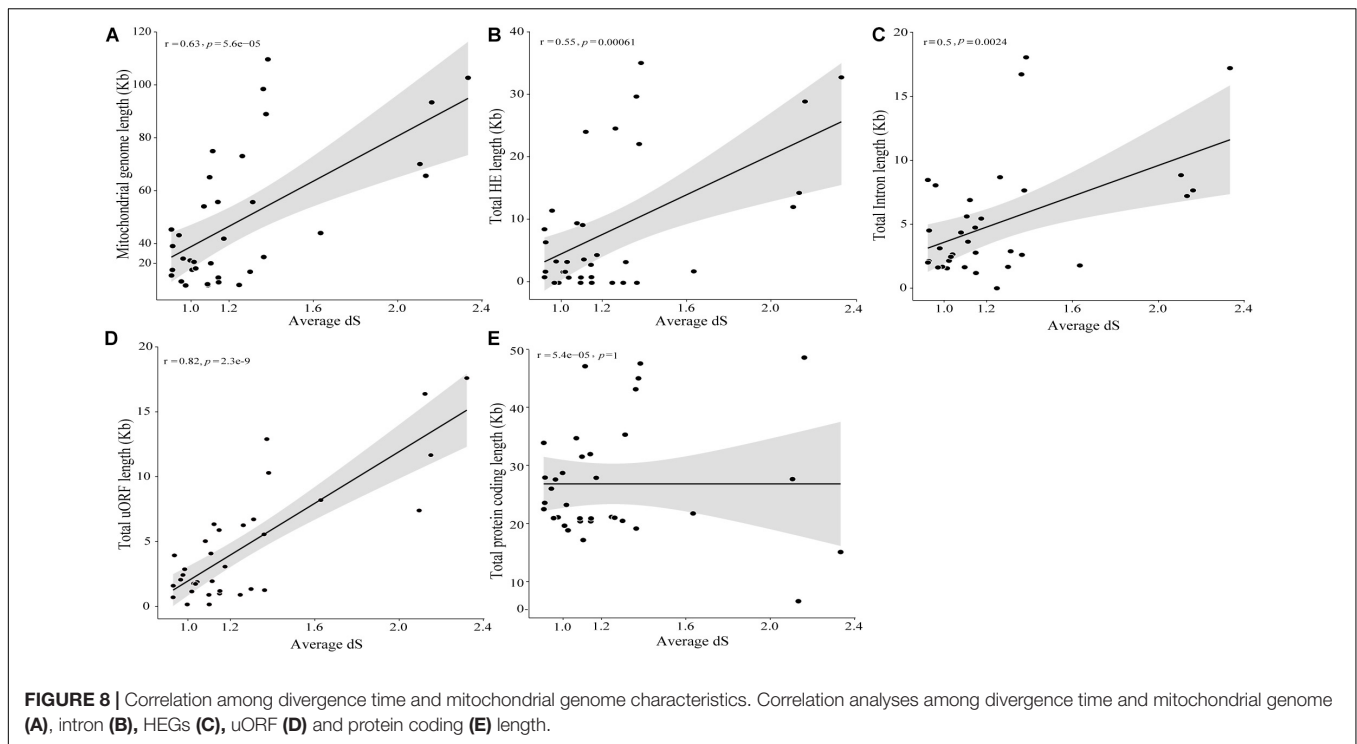 A
r =0.63, p=5.6e−05
Mitochondrial genome length (Kb)
120
100
80
60
40
20
1.0 1.2 1.6 2.0 2.4
Average dS
B
r=0.55, p=0.00061
Total HE length (Kb)
40
30
20
10
0
1.0 1.2 1.6 2.0 2.4
Average dS
C
r=0.5, p=0.0024
Total Intron length (Kb)
20
15
10
5
0
1.0 1.2 1.6 2.0 2.4
Average dS
D
r=0.82, p=2.3e-9
Total uORF length (Kb)
20
15
10
5
0
1.0 1.2 1.6 2.0 2.4
Average dS
E
r=5.4e−05, p=1
Total protein coding length (Kb)
50
40
30
20
10
0
1.0 1.2 1.6 2.0 2.4
Average dS
FIGURE 8 | Correlation among divergence time and mitochondrial genome characteristics. Correlation analyses among divergence time and mitochondrial genome
(A), intron (B), HEGs (C), uORF (D) and protein coding (E) length.